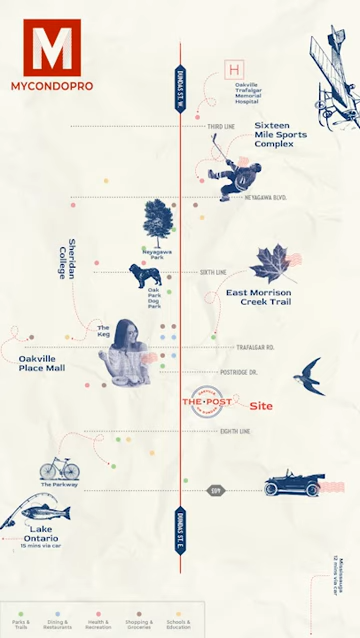 M
MYCONDOPRO
DUNDAS ST. W.
H
Oakville
Trafalgar
Memorial
Hospital
THIRD LINE
Sixteen
Mile Sports
Complex
NEYAGAWA BLVD.
Neyagawa
Park
Sheridan
College
SIXTH LINE
Oak
Park
Dog
Park
East Morrison
Creek Trail
The
Keg
Oakville
Place Mall
TRAFALGAR RD.
POSTRIDGE DR.
THE POST
Site
EIGHTH LINE
The Parkway
Lake
Ontario
15 mins via car
DUNDAS ST. E.
Mississauga
12 mins via car
Parks &
Trails
Dining &
Restaurants
Health &
Recreation
Shopping &
Groceries
Schools &
Education